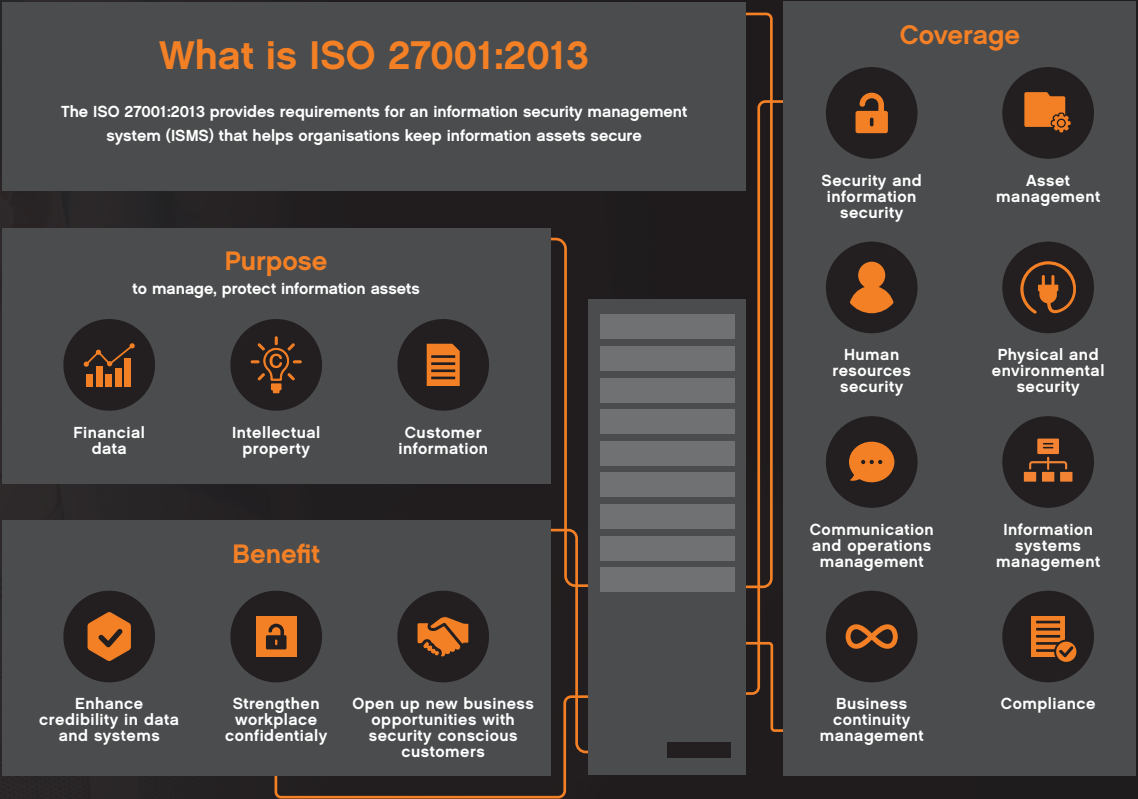 What is ISO 27001:2013
The ISO 27001:2013 provides requirements for an information security management
system (ISMS) that helps organisations keep information assets secure
Purpose
to manage, protect information assets
Financial
data
Intellectual
property
Customer
information
Benefit
Enhance
credibility in data
and systems
Strengthen
workplace
confidentialy
Open up new business
opportunities with
security conscious
customers
Coverage
Security and
information
security
Asset
management
Human
resources
security
Physical and
environmental
security
Communication
and operations
management
Information
systems
management
Business
continuity
management
Compliance